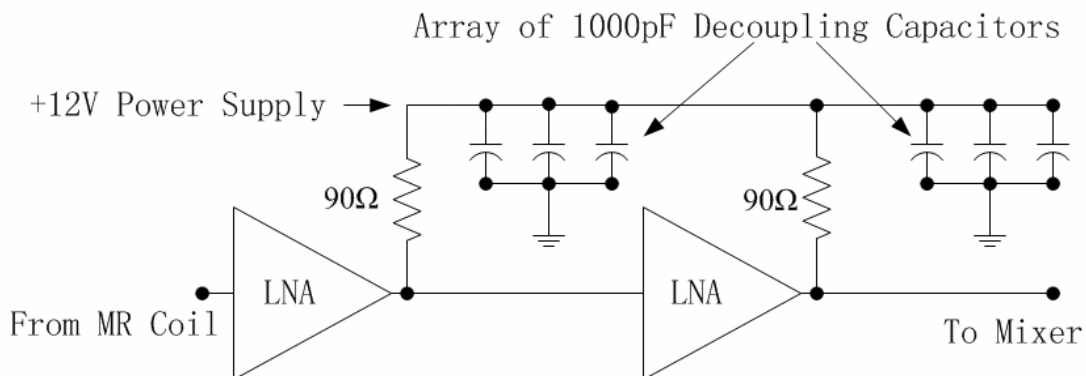 Array of 1000pF Decoupling Capacitors
+12V Power Supply
90Ω
90Ω
LNA
LNA
From MR Coil
To Mixer